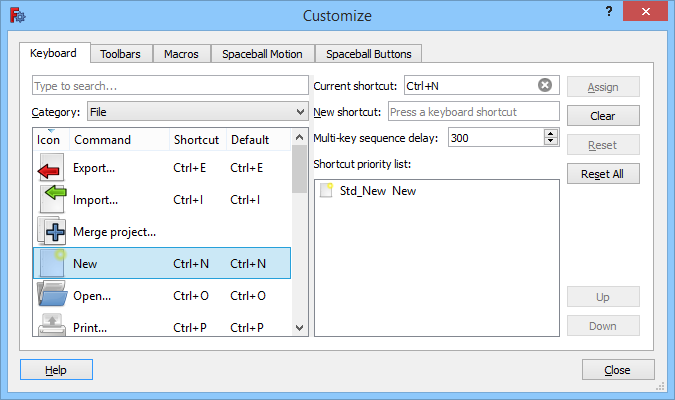 Customize
?
Keyboard Toolbars Macros Spaceball Motion Spaceball Buttons
Type to search...
Category: File
Icon Command Shortcut Default
Export... Ctrl+E Ctrl+E
Import... Ctrl+I Ctrl+I
Merge project...
New Ctrl+N Ctrl+N
Open... Ctrl+O Ctrl+O
Print... Ctrl+P Ctrl+P
Current shortcut: Ctrl+N
New shortcut: Press a keyboard shortcut
Multi-key sequence delay: 300
Shortcut priority list:
Std_New New
Assign
Clear
Reset
Reset All
Up
Down
Help
Close